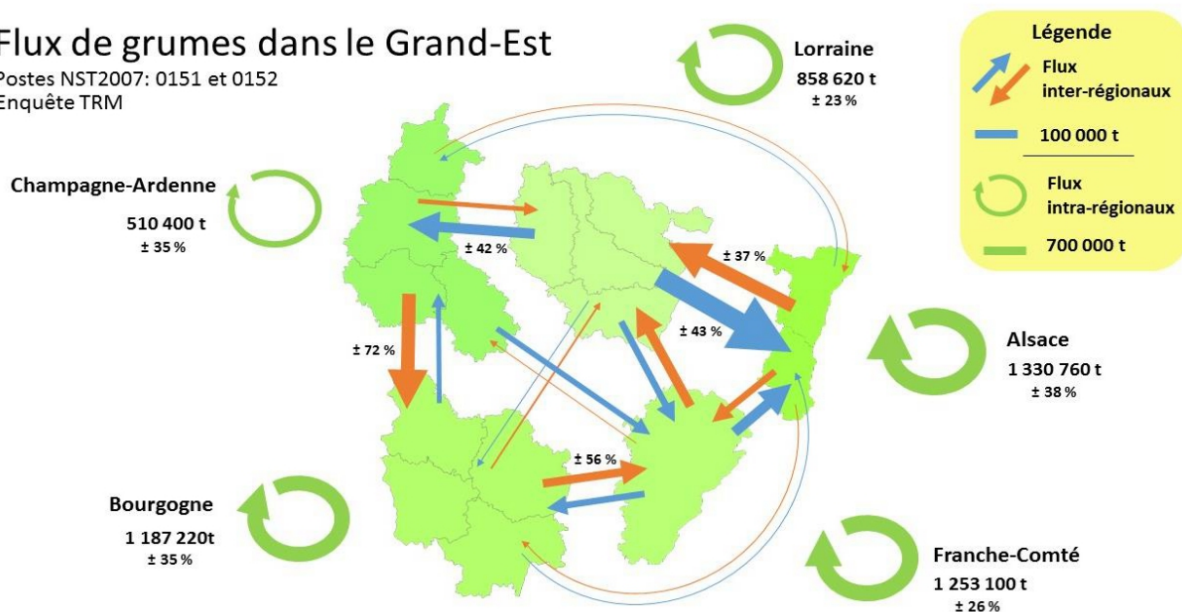 Flux de grumes dans le Grand-Est
Postes NST2007: 0151 et 0152
Enquête TRM
Lorraine
858 620 t
± 23 %
Légende
Flux
inter-régionaux
100 000 t
Flux
intra-régionaux
700 000 t
Champagne-Ardenne
510 400 t
± 35 %
± 42 %
± 37 %
± 43 %
± 72 %
Alsace
1 330 760 t
± 38 %
± 56 %
Bourgogne
1 187 220t
± 35 %
Franche-Comté
1 253 100 t
± 26 %